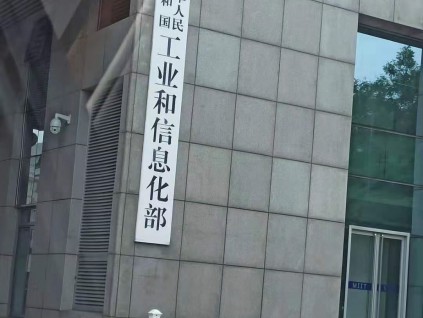 人民
和国
工业和信息化部